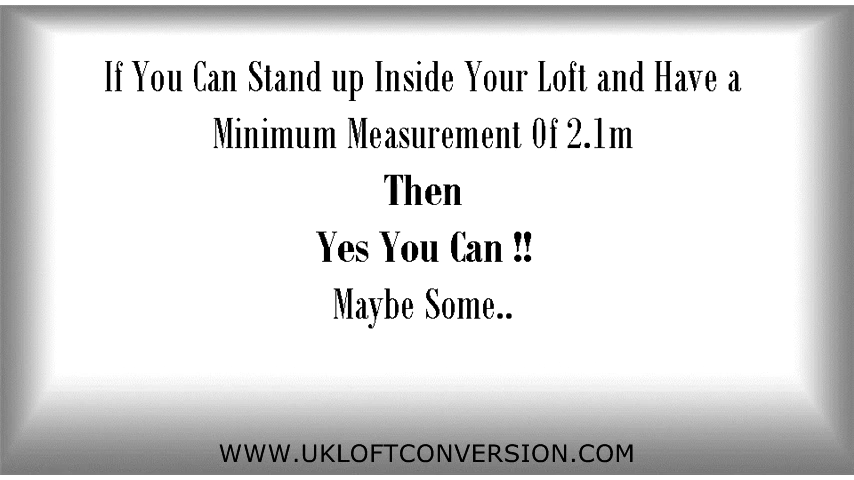 If You Can Stand up Inside Your Loft and Have a
Minimum Measurement Of 2.1m
Then
Yes You Can !!
Maybe Some..
WWW.UKLOFTCONVERSION.COM